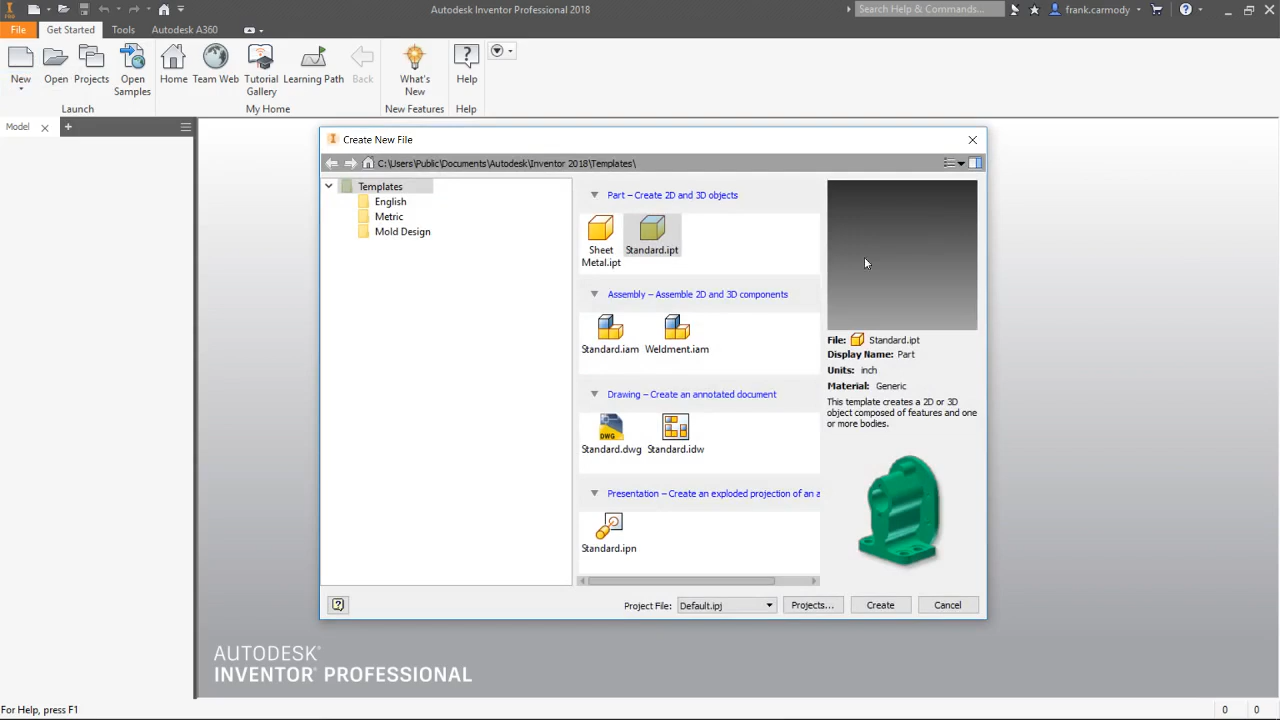 Autodesk Inventor Professional 2018
Search Help & Commands...
frank.carmody
File
Get Started
Tools
Autodesk A360
New
Open
Projects
Open
Samples
Home
Team Web
Tutorial
Gallery
Learning Path
Back
What's
New
Help
Launch
My Home
New Features
Help
Model
Create New File
C:\Users\Public\Documents\Autodesk\Inventor 2018\Templates\
Templates
English
Metric
Mold Design
Part – Create 2D and 3D objects
Sheet
Metal.ipt
Standard.ipt
Assembly – Assemble 2D and 3D components
Standard.iam
Weldment.iam
Drawing – Create an annotated document
DWG
Standard.dwg
Standard.idw
Presentation – Create an exploded projection of an a
Standard.ipn
File: Standard.ipt
Display Name: Part
Units: inch
Material: Generic
This template creates a 2D or 3D
object composed of features and one
or more bodies.
Project File:
Default.ipj
Projects...
Create
Cancel
AUTODESK®
INVENTOR® PROFESSIONAL
For Help, press F1
0
0